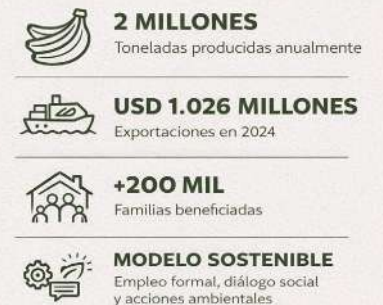 2 MILLONES
Toneladas producidas anualmente
USD 1.026 MILLONES
Exportaciones en 2024
+200 MIL
Familias beneficiadas
MODELO SOSTENIBLE
Empleo formal, diálogo social
y acciones ambientales